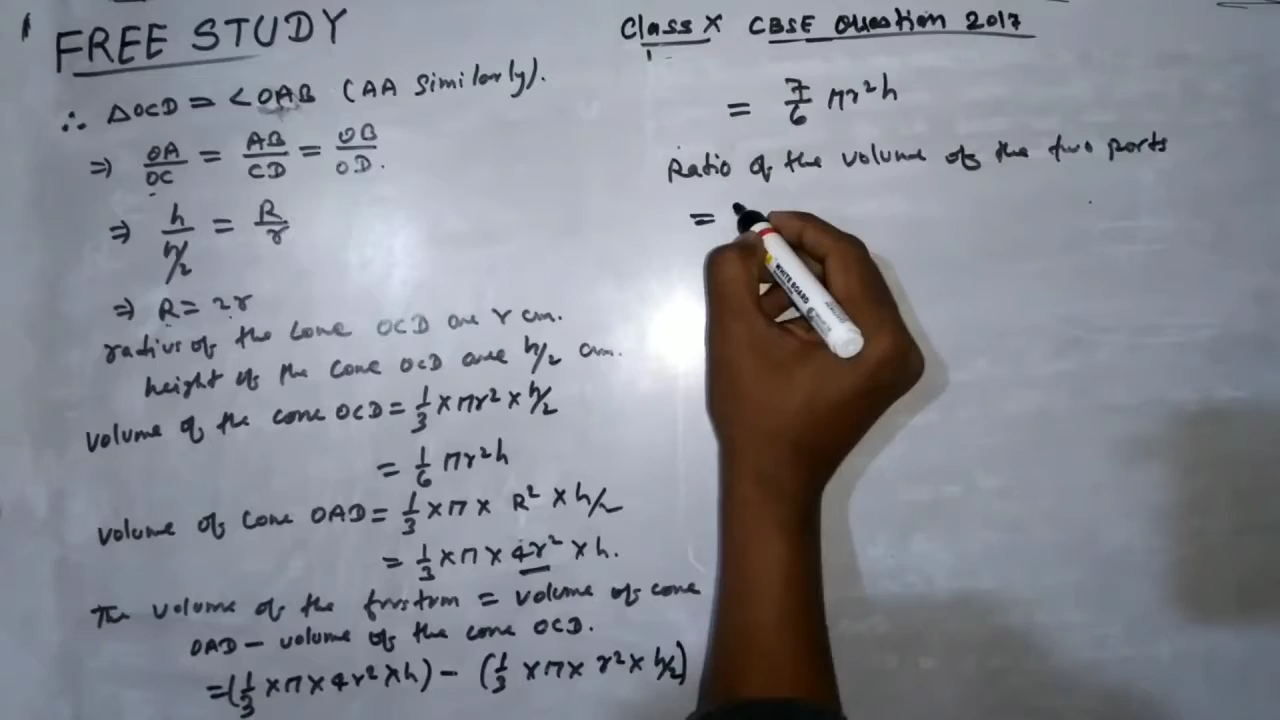 FREE STUDY
∴ △OCD = <OAB (AA Similarly).
⇒ OA/OC = AB/CD = OB/OD.
⇒ h/h/2 = R/r
⇒ R = 2r
radius of the cone OCD are r cm.
height of the cone OCD are h/2 cm.
volume of the cone OCD = 1/3 × πr² × h/2
= 1/6 πr²h
volume of cone OAD = 1/3 × π × R² × h/2
= 1/3 × π × 4r² × h.
The volume of the frustrm = volume of cone
OAD – volume of the cone OCD.
= (1/3 × π × 4r² × h) – (1/3 × π × r² × h/2)
Class X CBSE Question 2017
= 7/6 πr²h
Ratio of the volume of the two parts
=
WHITE BOARD